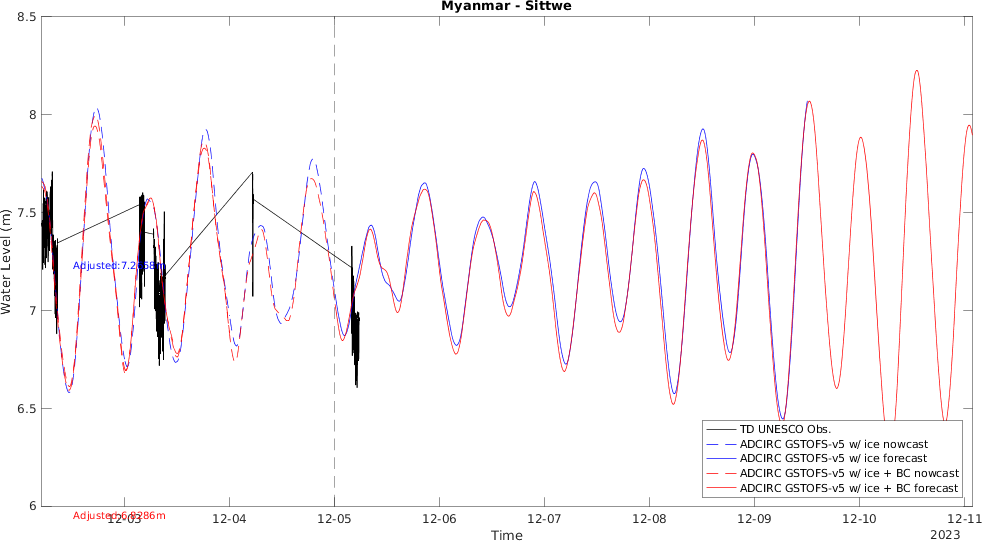 Myanmar - Sittwe
8.5
8
7.5
7
6.5
6
Water Level (m)
Adjusted:6.8286m
12-03
12-04
12-05
12-06
12-07
12-08
12-09
12-10
12-11
Time
2023
TD UNESCO Obs.
ADCIRC GSTOFS-v5 w/ ice nowcast
ADCIRC GSTOFS-v5 w/ ice forecast
ADCIRC GSTOFS-v5 w/ ice + BC nowcast
ADCIRC GSTOFS-v5 w/ ice + BC forecast